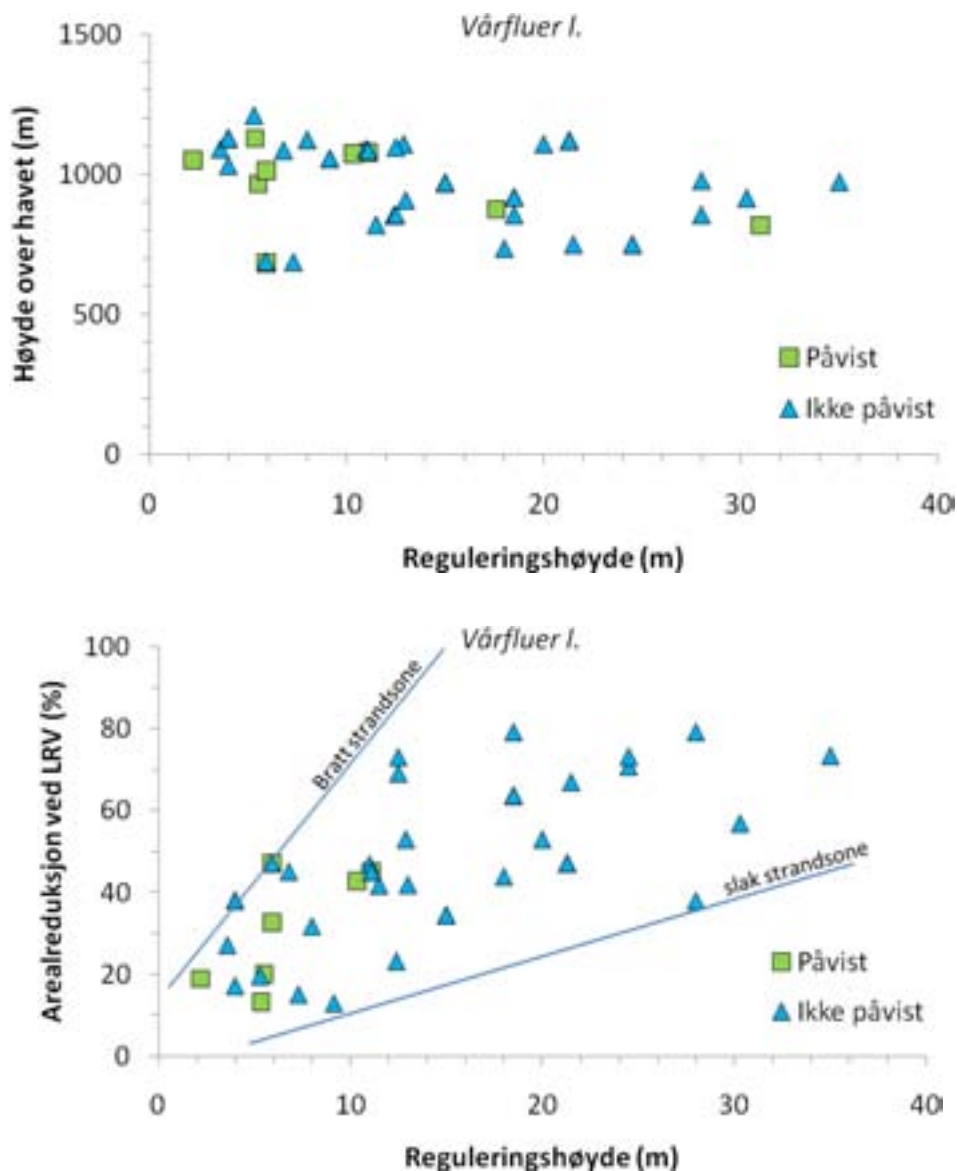 Vårfluer l.
1500
1000
500
0
Høyde over havet (m)
Påvist
Ikke påvist
0 10 20 30 40
Reguleringshøyde (m)
Vårfluer l.
100
80
60
40
20
0
Arealreduksjon ved LRV (%)
Bratt strandsone
slak strandsone
Påvist
Ikke påvist
0 10 20 30 40
Reguleringshøyde (m)